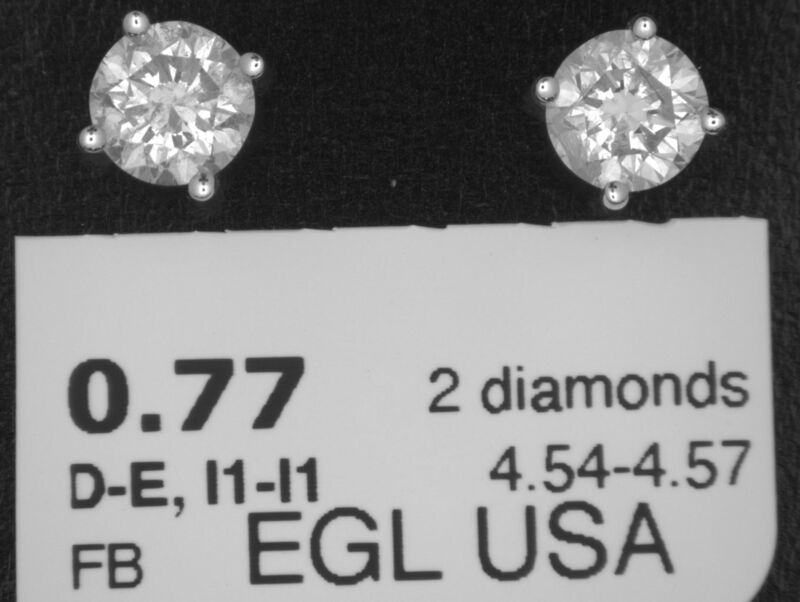 0.77 2 diamonds
D-E, I1-I1 4.54-4.57
FB EGL USA